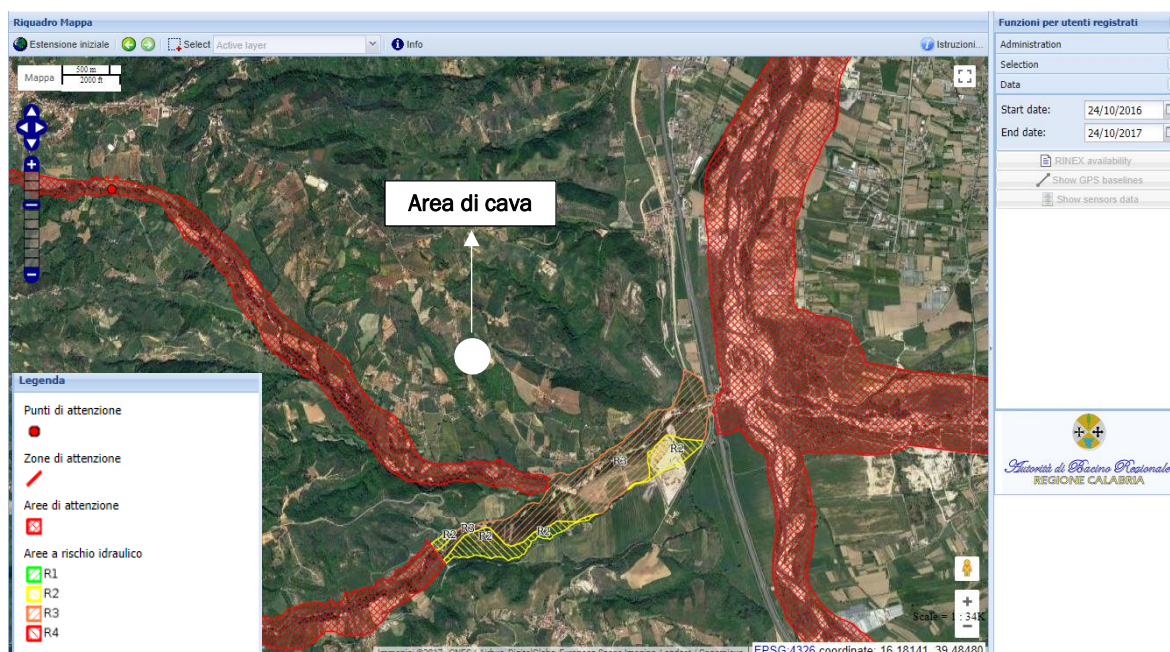 Riquadro Mappa
Estensione iniziale
Select
Active layer
Info
Istruzioni...
Mappa
500 m
2000 ft
Area di cava
R3
R2
R2
R3
R2
R2
Legenda
Punti di attenzione
Zone di attenzione
Aree di attenzione
Aree a rischio idraulico
R1
R2
R3
R4
Scale = 1 : 34K
EPSG:4326 coordinate: 16.18141, 39.48480
Funzioni per utenti registrati
Administration
Selection
Data
Start date: 24/10/2016
End date: 24/10/2017
RINEX availability
Show GPS baselines
Show sensors data
Autorità di Bacino Regionale
REGIONE CALABRIA